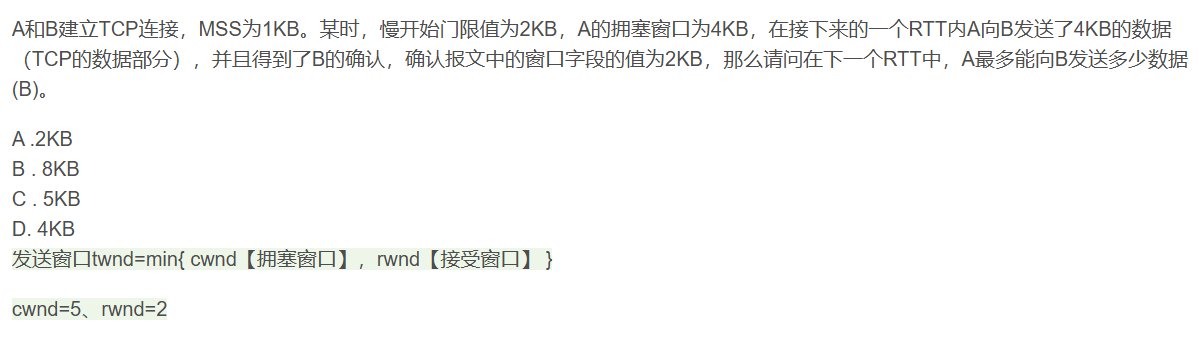 A和B建立TCP连接，MSS为1KB。某时，慢开始门限值为2KB，A的拥塞窗口为4KB，在接下来的一个RTT内A向B发送了4KB的数据
（TCP的数据部分），并且得到了B的确认，确认报文中的窗口字段的值为2KB，那么请问在下一个RTT中，A最多能向B发送多少数据
(B)。
A .2KB
B . 8KB
C . 5KB
D. 4KB
发送窗口twnd=min{ cwnd【拥塞窗口】，rwnd【接受窗口】 }
cwnd=5、rwnd=2